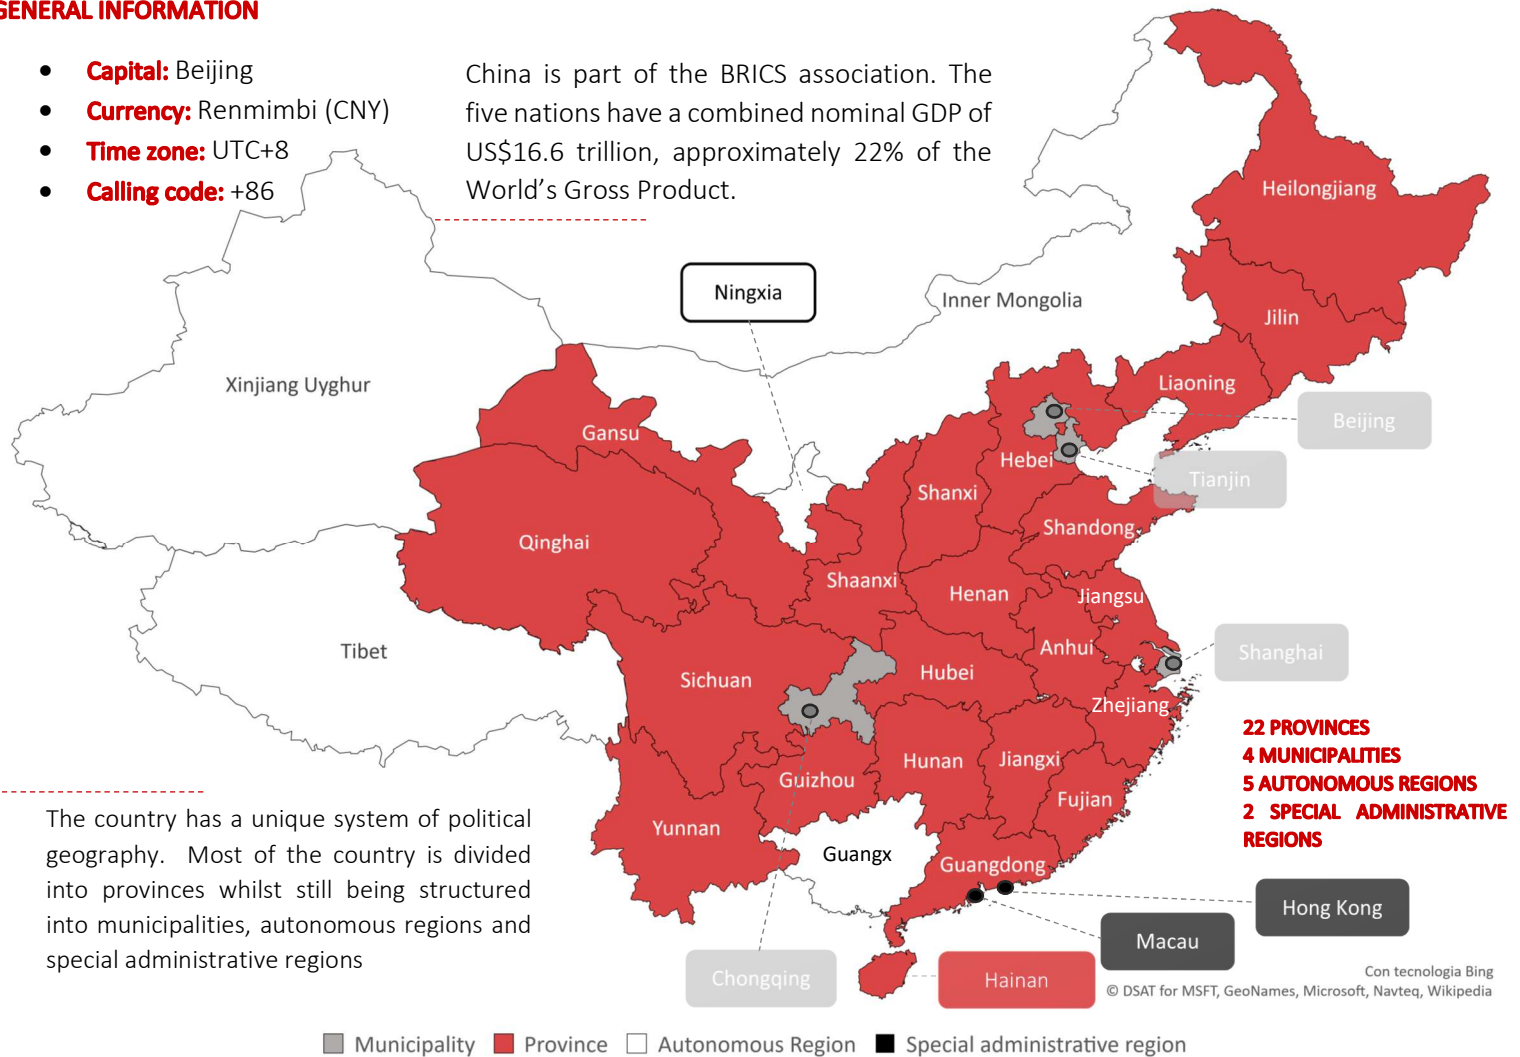 GENERAL INFORMATION
• Capital: Beijing
• Currency: Renmimbi (CNY)
• Time zone: UTC+8
• Calling code: +86
China is part of the BRICS association. The
five nations have a combined nominal GDP of
US$16.6 trillion, approximately 22% of the
World’s Gross Product.
Heilongjiang
Ningxia
Inner Mongolia
Jilin
Xinjiang Uyghur
Liaoning
Beijing
Gansu
Hebei
Tianjin
Shanxi
Shandong
Qinghai
Shaanxi
Henan
Jiangsu
Tibet
Anhui
Shanghai
Sichuan
Hubei
Zhejiang
22 PROVINCES
4 MUNICIPALITIES
5 AUTONOMOUS REGIONS
2 SPECIAL ADMINISTRATIVE
REGIONS
Hunan
Jiangxi
Guizhou
Fujian
Yunnan
Guangx
Guangdong
The country has a unique system of political
geography. Most of the country is divided
into provinces whilst still being structured
into municipalities, autonomous regions and
special administrative regions
Hong Kong
Macau
Chongqing
Hainan
Con tecnologia Bing
© DSAT for MSFT, GeoNames, Microsoft, Navteq, Wikipedia
Municipality Province Autonomous Region Special administrative region